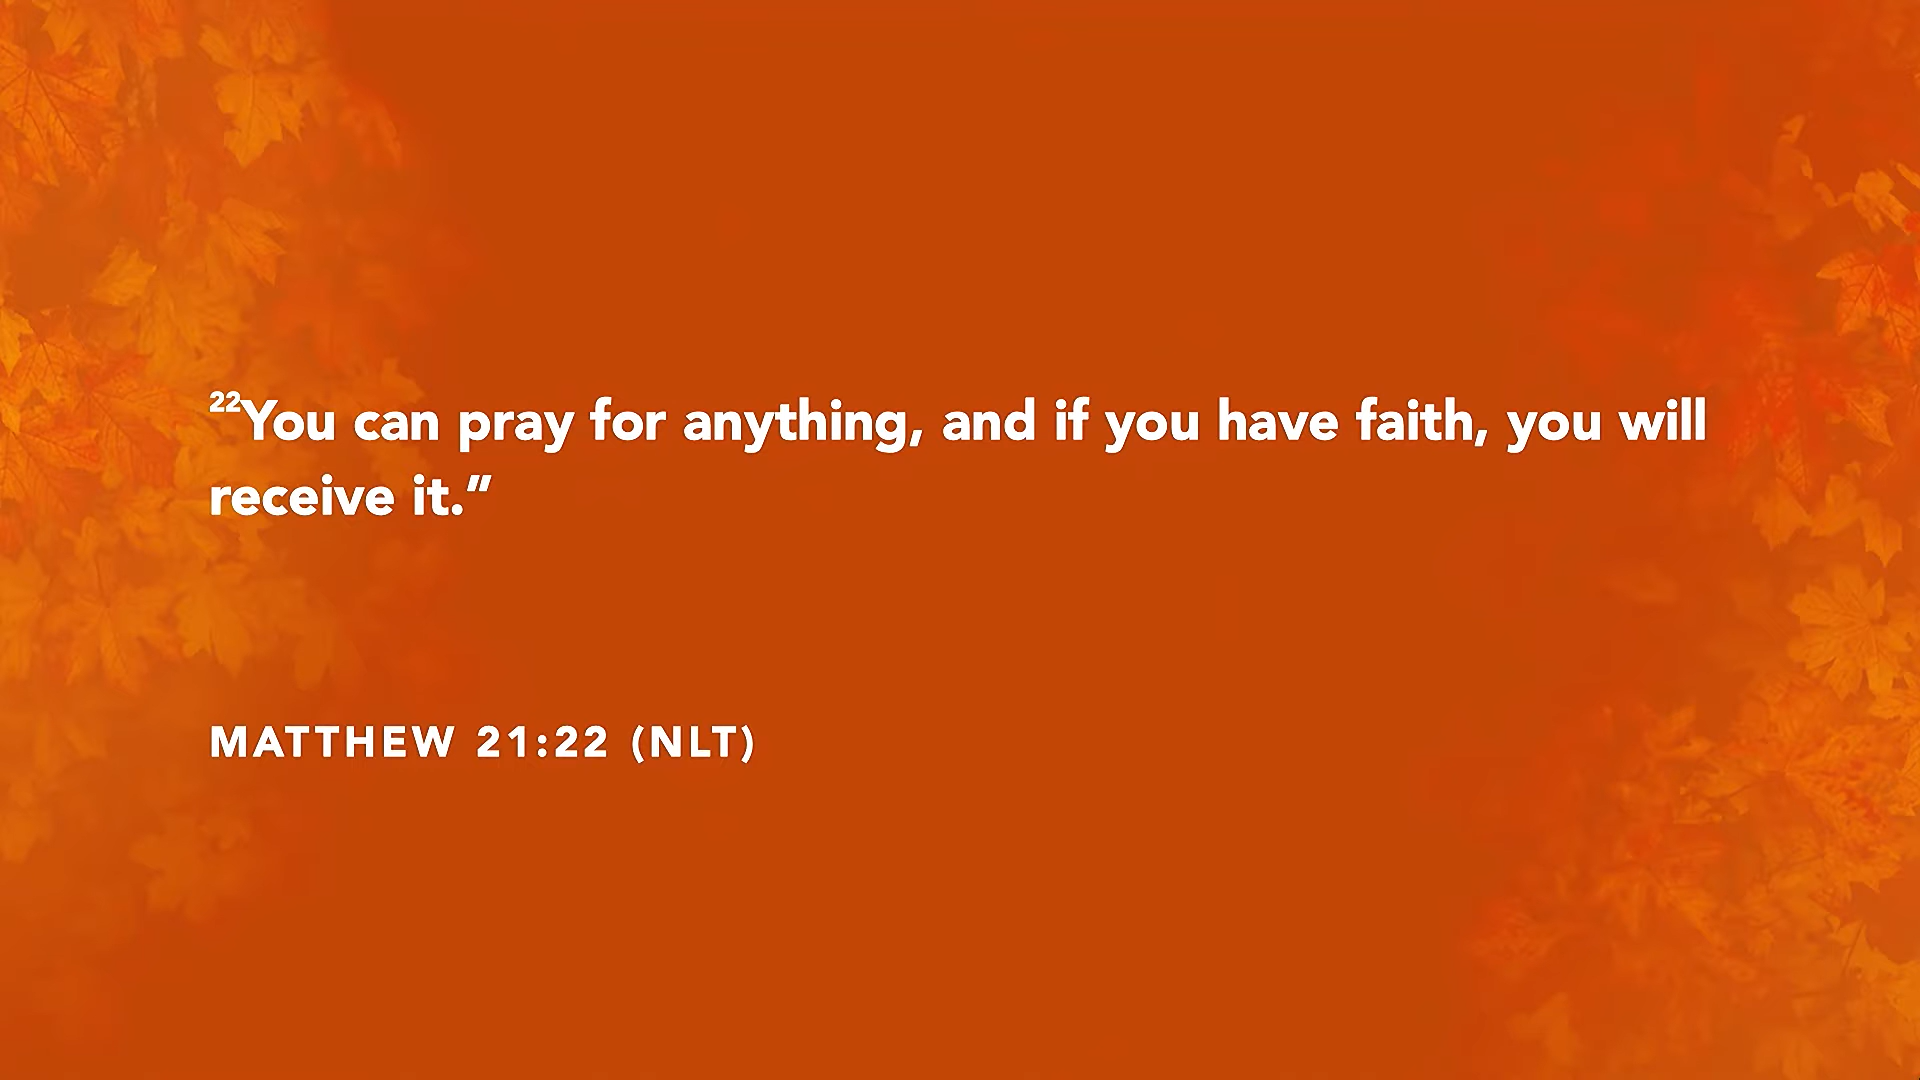 ²²You can pray for anything, and if you have faith, you will
receive it.”
MATTHEW 21:22 (NLT)